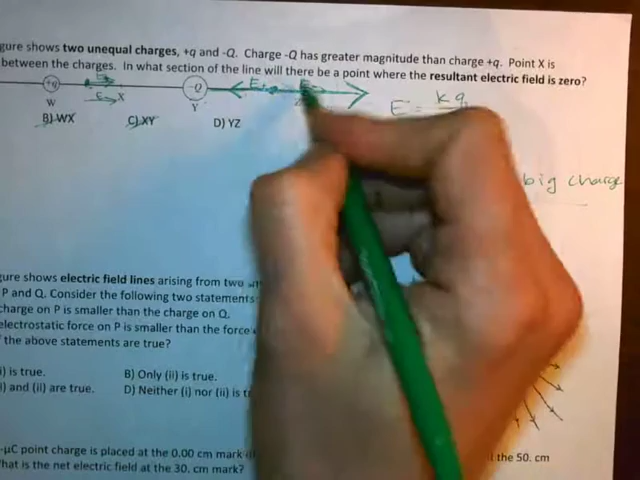 gure shows two unequal charges, +q and -Q. Charge -Q has greater magnitude than charge +q. Point X is
between the charges. In what section of the line will there be a point where the resultant electric field is zero?
+q E -Q E E
W E X Y
E = kq
B) WX C) XY D) YZ
big charge
gure shows electric field lines arising from two
P and Q. Consider the following two statements
charge on P is smaller than the charge on Q.
electrostatic force on P is smaller than the force
the above statements are true?
) is true. B) Only (ii) is true.
) and (ii) are true. D) Neither (i) nor (ii) is
-μC point charge is placed at the 0.00 cm mark the 50. cm
hat is the net electric field at the 30. cm mark?